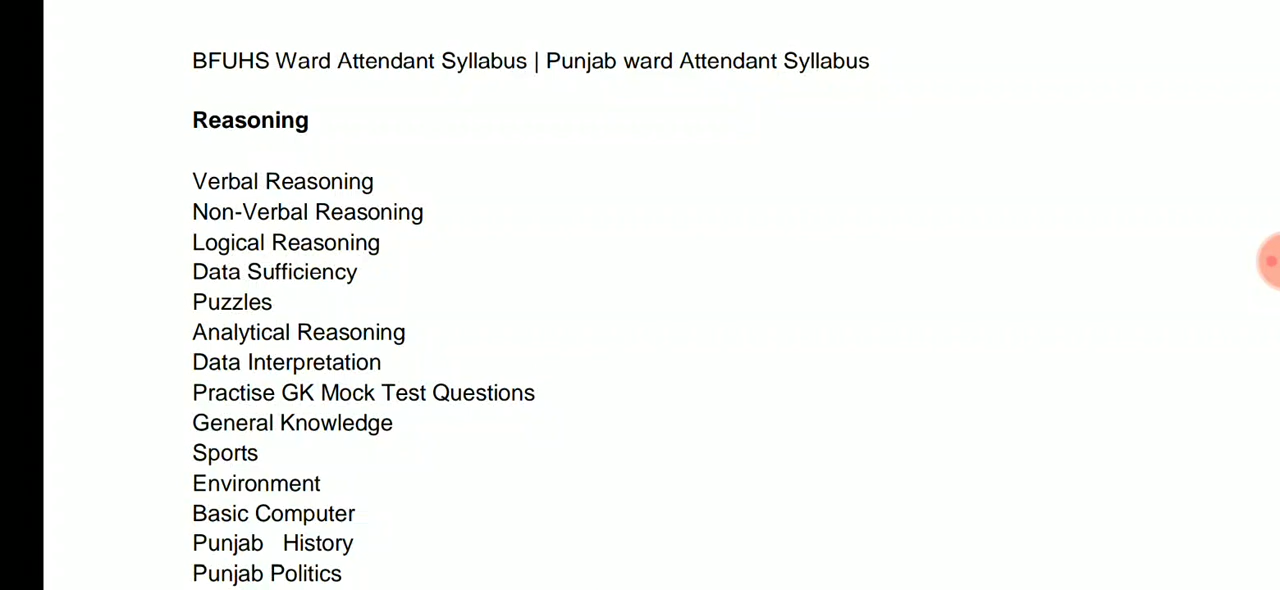 BFUHS Ward Attendant Syllabus | Punjab ward Attendant Syllabus
Reasoning
Verbal Reasoning
Non-Verbal Reasoning
Logical Reasoning
Data Sufficiency
Puzzles
Analytical Reasoning
Data Interpretation
Practise GK Mock Test Questions
General Knowledge
Sports
Environment
Basic Computer
Punjab History
Punjab Politics